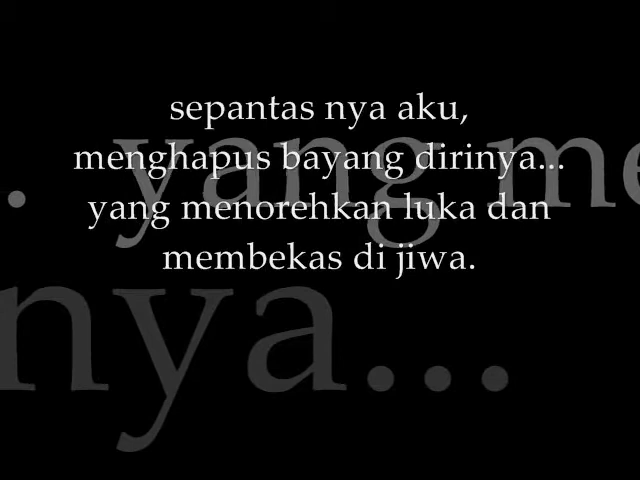 sepantas nya aku,
menghapus bayang dirinya...
yang menorehkan luka dan
membekas di jiwa.
. yang me
nya...